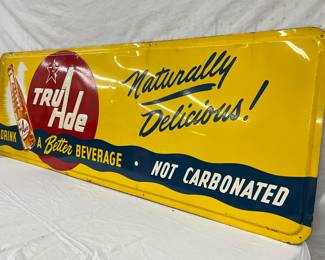 TRU
Ade
Naturally
Delicious!
DRINK A Better BEVERAGE • NOT CARBONATED